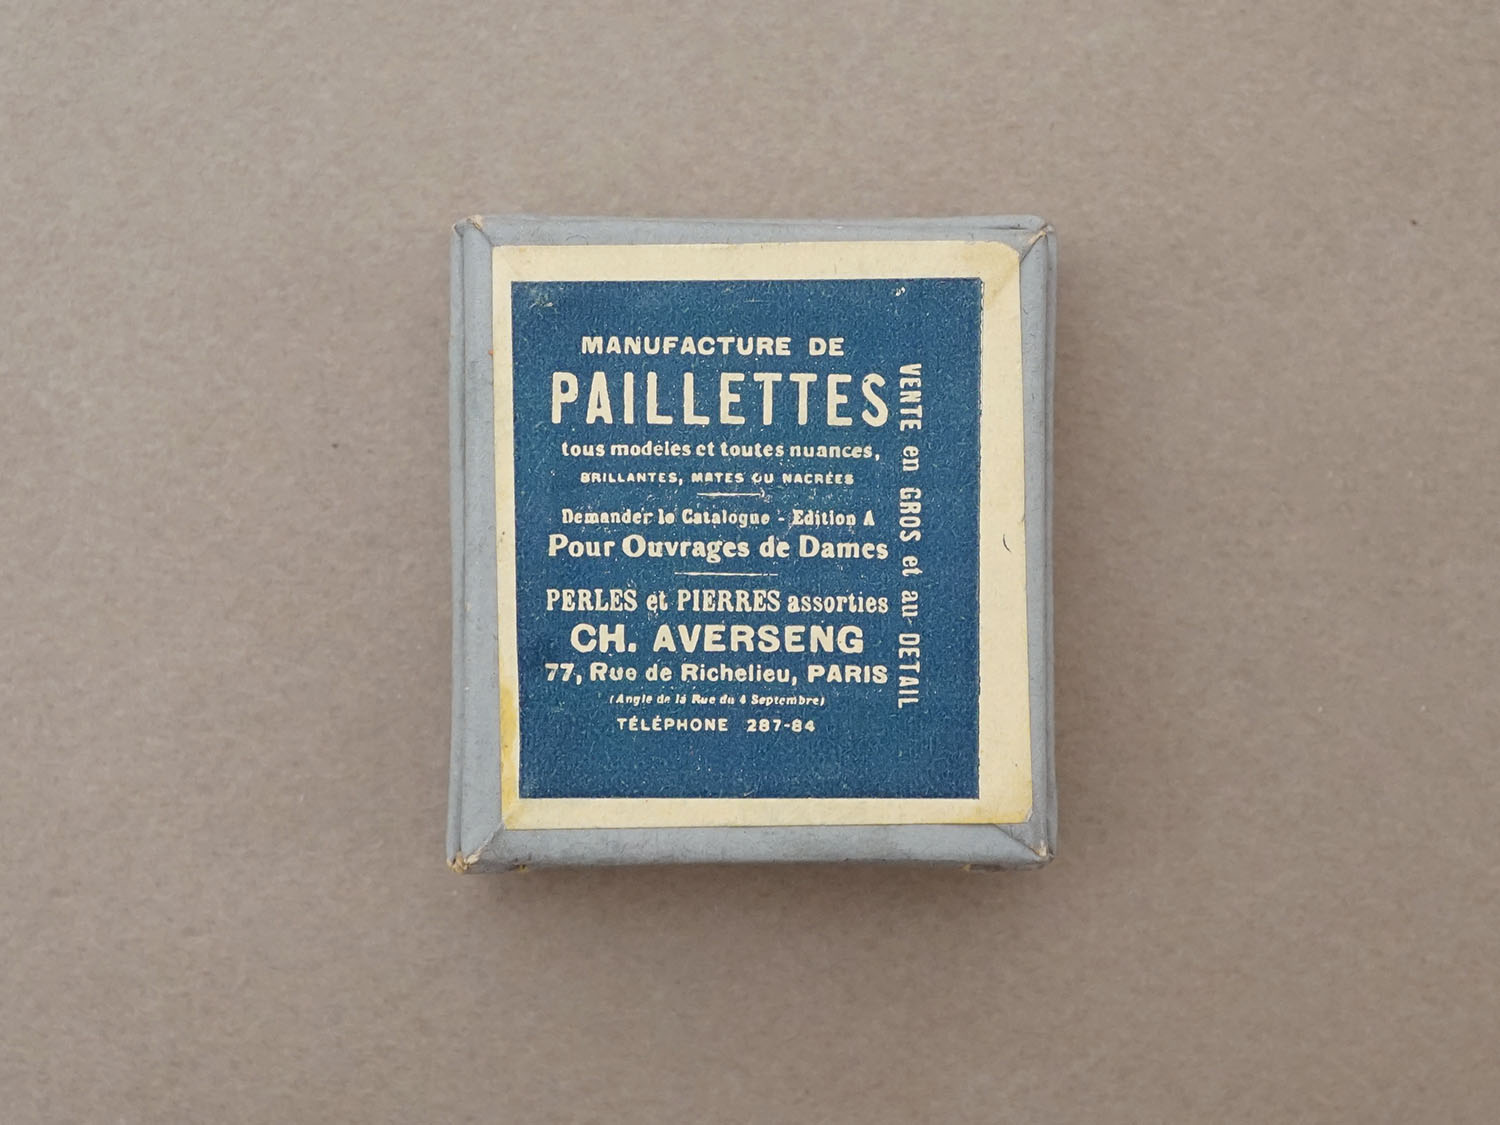 MANUFACTURE DE
PAILLETTES
tous modèles et toutes nuances,
BRILLANTES, MATES OU NACRÉES
Demander le Catalogue - Edition A
Pour Ouvrages de Dames
PERLES et PIERRES assorties
CH. AVERSENG
77, Rue de Richelieu, PARIS
(Angle de la Rue du 4 Septembre)
TÉLÉPHONE 287-84
VENTE en GROS et au DETAIL